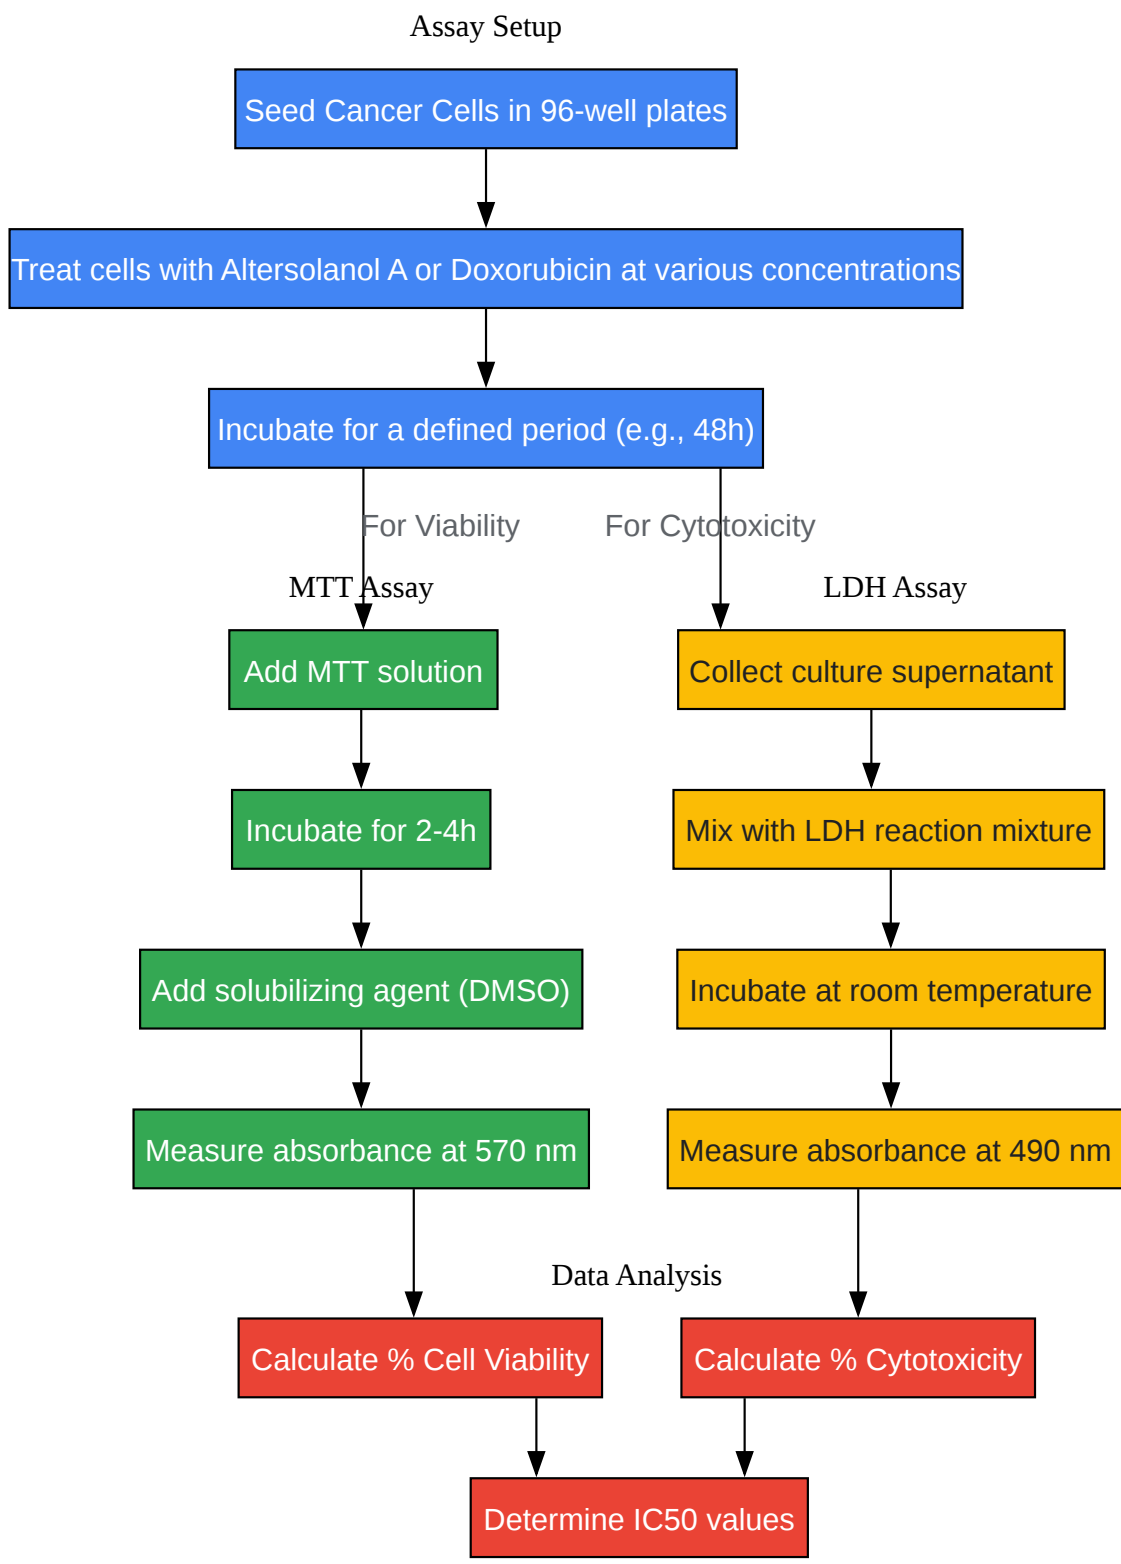 Assay Setup
Seed Cancer Cells in 96-well plates
Treat cells with Altersolanol A or Doxorubicin at various concentrations
Incubate for a defined period (e.g., 48h)
For Viability
For Cytotoxicity
MTT Assay
Add MTT solution
Incubate for 2-4h
Add solubilizing agent (DMSO)
Measure absorbance at 570 nm
LDH Assay
Collect culture supernatant
Mix with LDH reaction mixture
Incubate at room temperature
Measure absorbance at 490 nm
Data Analysis
Calculate % Cell Viability
Calculate % Cytotoxicity
Determine IC50 values